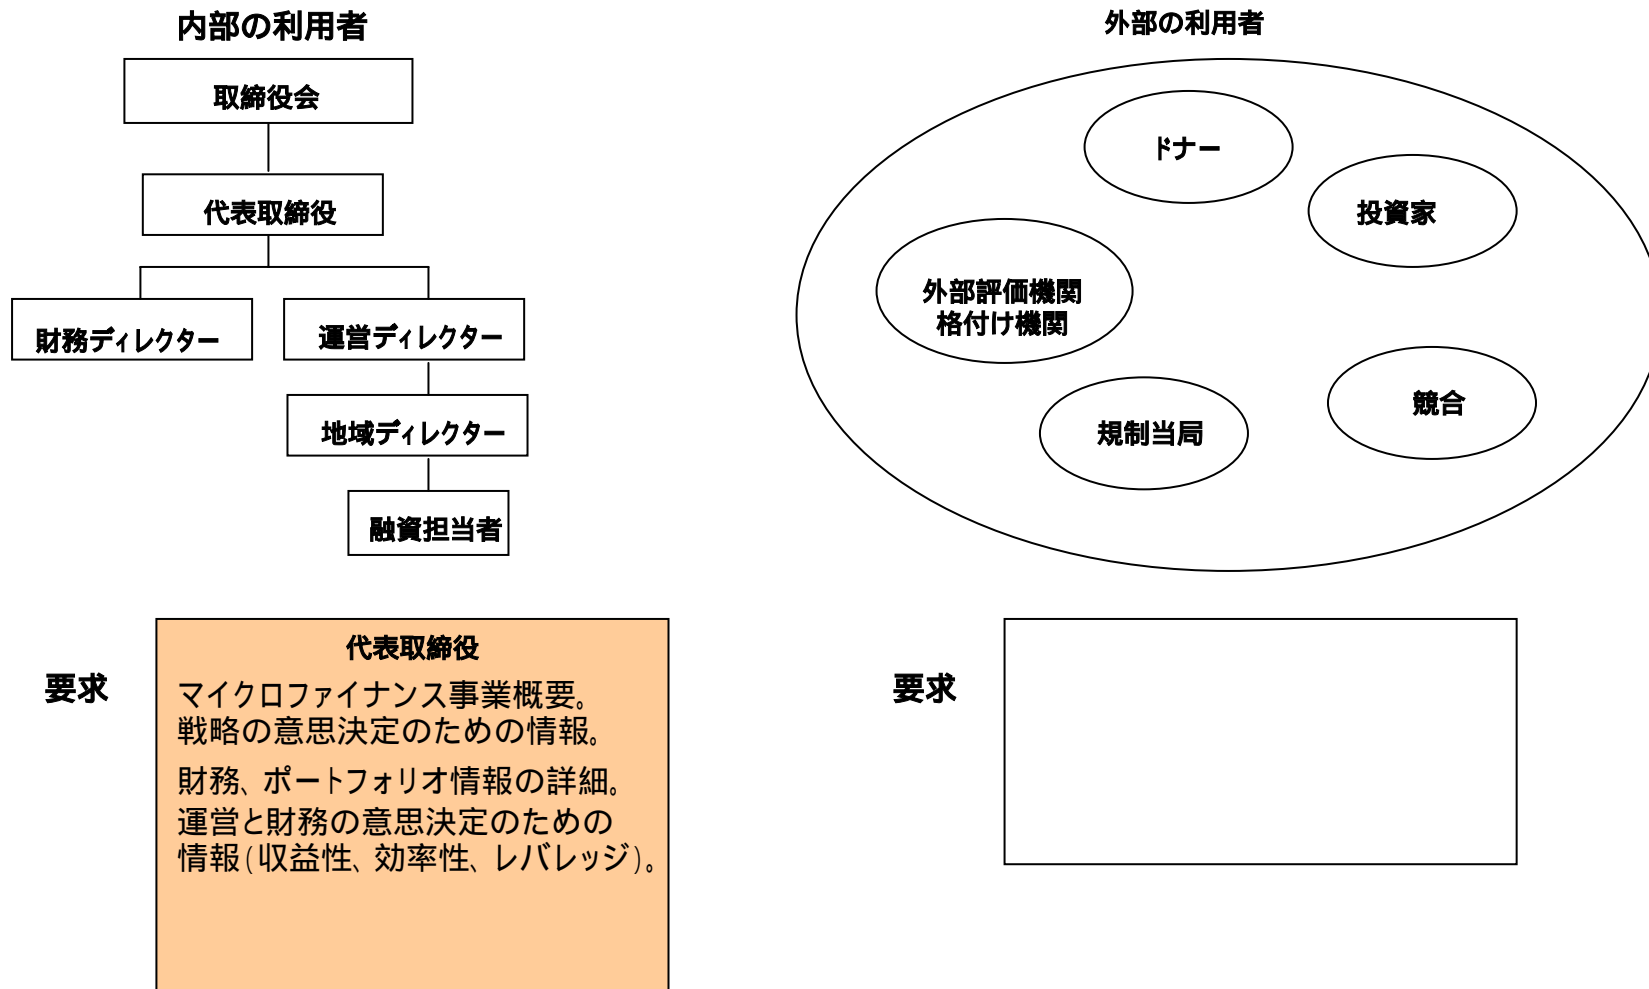 内部の利用者
取締役会
代表取締役
財務ディレクター
運営ディレクター
地域ディレクター
融資担当者
外部の利用者
ドナー
投資家
外部評価機関
格付け機関
競合
規制当局
要求
代表取締役
マイクロファイナンス事業概要。
戦略の意思決定のための情報。
財務、ポートフォリオ情報の詳細。
運営と財務の意思決定のための
情報(収益性、効率性、レバレッジ)。
要求